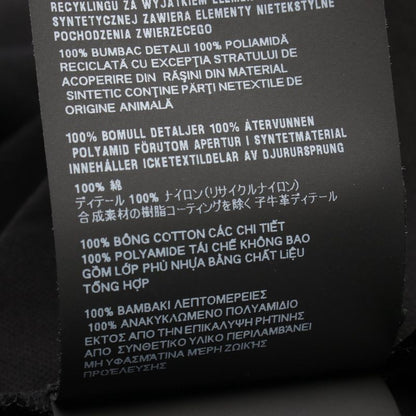 RECYKLINGU ZA WYJĄTKIEM ELEMENTU
SYNTETYCZNEJ ZAWIERA ELEMENTY NIETEKSTYLNE
POCHODZENIA ZWIERZECEGO
100% BUMBAC DETALII 100% POLIAMIDĂ
RECICLATĂ CU EXCEPȚIA STRATULUI DE
ACOPERIRE DIN RĂȘINI DIN MATERIAL
SINTETIC CONȚINE PĂRȚI NETEXTILE DE
ORIGINE ANIMALĂ
100% BOMULL DETALJER 100% ÅTERVUNNEN
POLYAMID FÖRUTOM APERTUR I SYNTETMATERIAL
INNEHÅLLER ICKETEXTILDELAR AV DJURURSPRUNG
100% 綿
ディテール 100% ナイロン(リサイクルナイロン)
合成素材の樹脂コーティングを除く 子牛革ディテール
100% BÔNG COTTON CÁC CHI TIẾT
100% POLYAMIDE TÁI CHẾ KHÔNG BAO
GỒM LỚP PHỦ NHỰA BẰNG CHẤT LIỆU
TỔNG HỢP
100% ΒΑΜΒΑΚΙ ΛΕΠΤΟΜΕΡΕΙΕΣ
100% ΑΝΑΚΥΚΛΩΜΕΝΟ ΠΟΛΥΑΜΙΔΙΟ
ΕΚΤΟΣ ΑΠΟ ΤΗΝ ΕΠΙΚΑΛΥΨΗ ΡΗΤΙΝΗΣ
ΑΠΟ ΣΥΝΘΕΤΙΚΟ ΥΛΙΚΟ ΠΕΡΙΛΑΜΒΑΝΕΙ
ΜΗ ΥΦΑΣΜΑΤΙΝΑ ΜΕΡΗ ΖΩΙΚΗΣ
ΠΡΟΕΛΕΥΣΗΣ